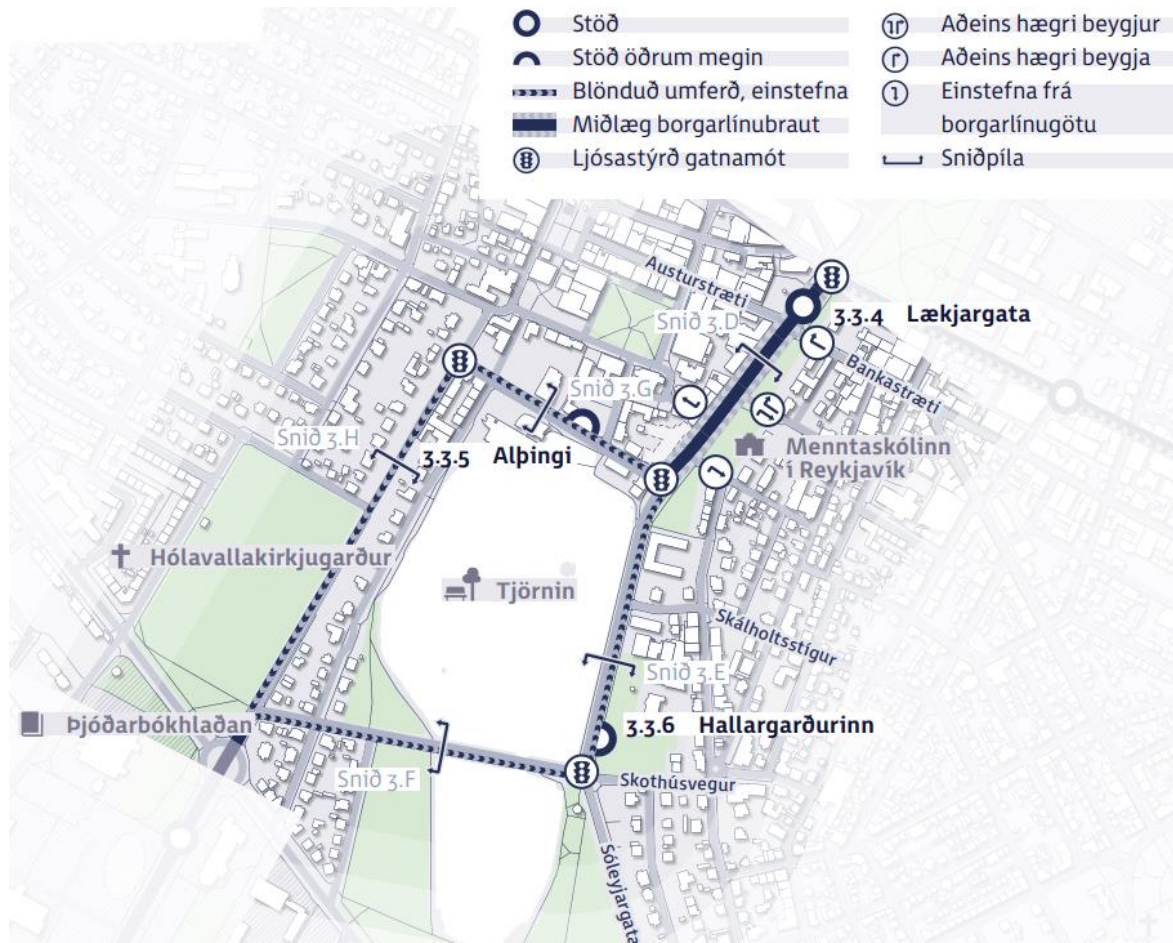 Stöð
Stöð öðrum megin
Blönduð umferð, einstefna
Miðlæg borgarlínubraut
Ljósastýrð gatnamót
Aðeins hægri beygjur
Aðeins hægri beygja
Einstefna frá
borgarlínugötu
Sniðpíla
Austurstræti
Snið 3.D
3.3.4 Lækjargata
Bankastræti
Snið 3.G
Snið 3.H
3.3.5 Alþingi
Menntaskólinn
í Reykjavík
Hólavallakirkjugarður
Tjörnin
Skálholtsstígur
Snið 3.E
Þjóðarbókhlaðan
3.3.6 Hallargarðurinn
Snið 3.F
Skothúsvegur
Sóleyjargata